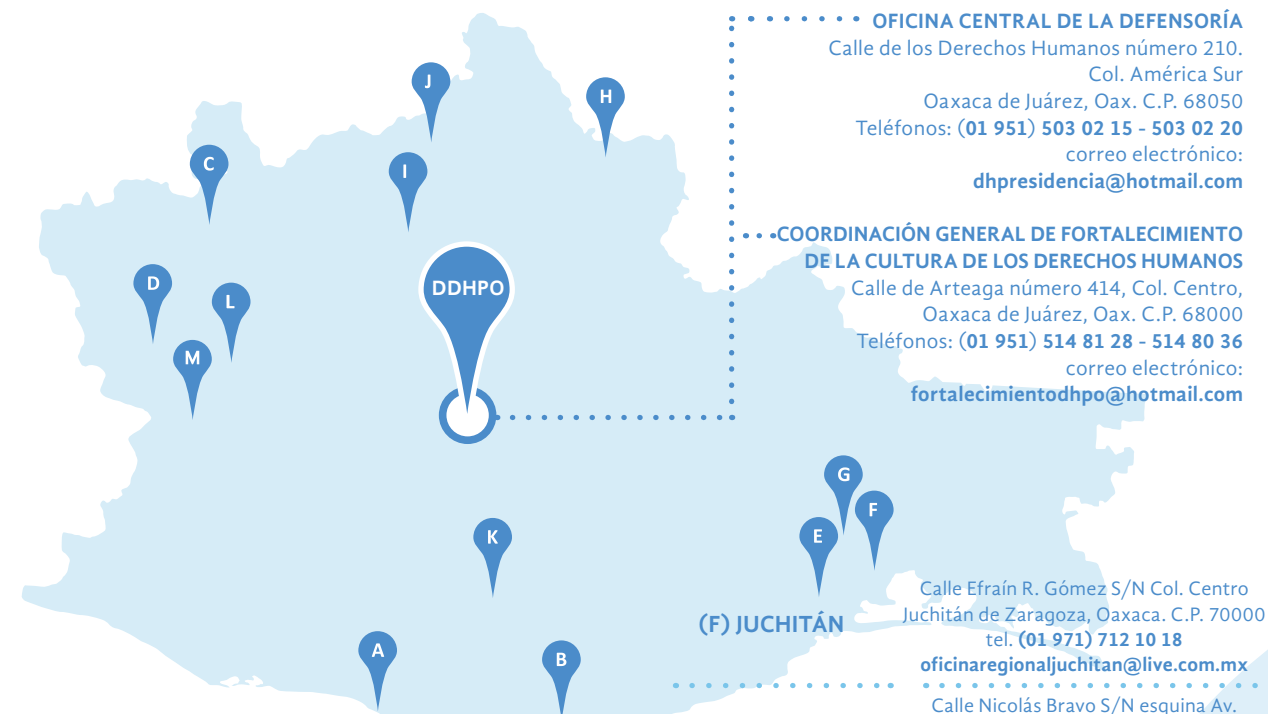 OFICINA CENTRAL DE LA DEFENSORÍA
Calle de los Derechos Humanos número 210.
Col. América Sur
Oaxaca de Juárez, Oax. C.P. 68050
Teléfonos: (01 951) 503 02 15 - 503 02 20
correo electrónico:
dhpresidencia@hotmail.com
COORDINACIÓN GENERAL DE FORTALECIMIENTO
DE LA CULTURA DE LOS DERECHOS HUMANOS
Calle de Arteaga número 414, Col. Centro,
Oaxaca de Juárez, Oax. C.P. 68000
Teléfonos: (01 951) 514 81 28 - 514 80 36
correo electrónico:
fortalecimientodhpo@hotmail.com
J
H
C
I
D
L
DDHPO
M
G
F
E
K
A
B
(F) JUCHITÁN
Calle Efraín R. Gómez S/N Col. Centro
Juchitán de Zaragoza, Oaxaca. C.P. 70000
tel. (01 971) 712 10 18
oficinaregionaljuchitan@live.com.mx
Calle Nicolás Bravo S/N esquina Av.